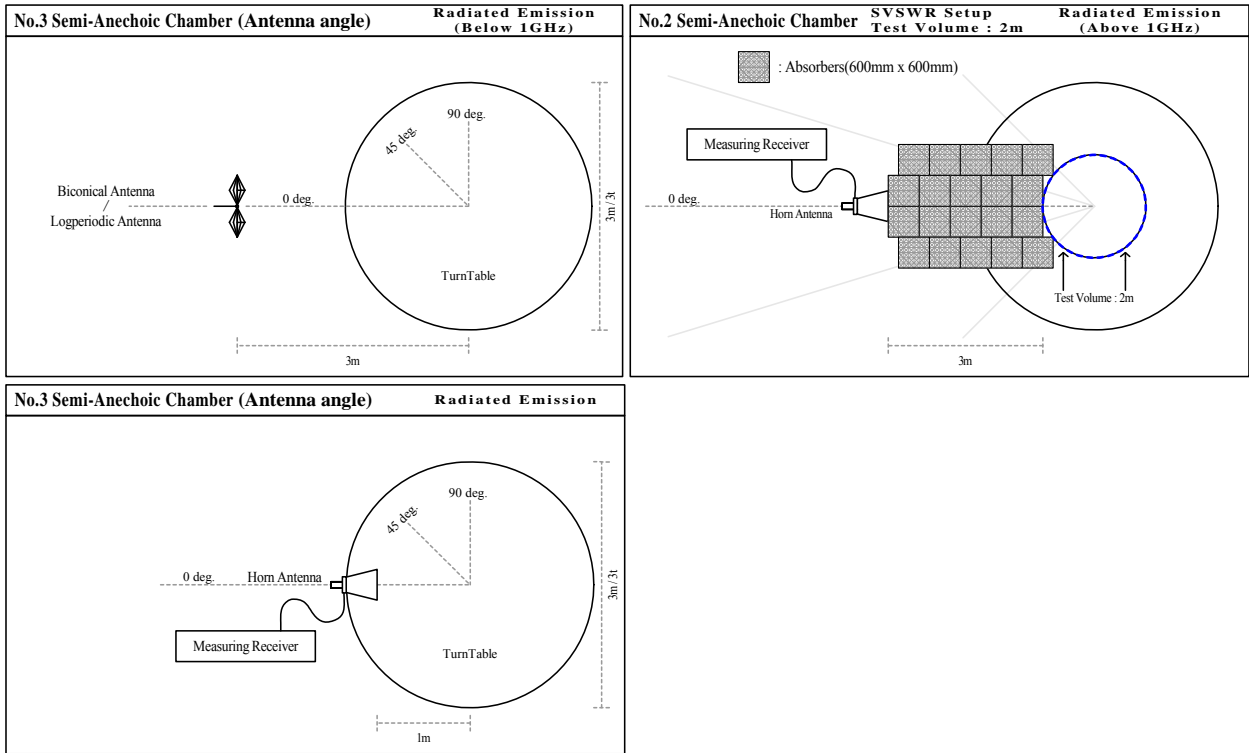 No.3 Semi-Anechoic Chamber (Antenna angle)
Radiated Emission
(Below 1GHz)
90 deg.
45 deg.
Biconical Antenna
/
Logperiodic Antenna
0 deg.
TurnTable
3m/3t
3m
No.2 Semi-Anechoic Chamber
SVSWR Setup
Test Volume : 2m
Radiated Emission
(Above 1GHz)
: Absorbers(600mm x 600mm)
Measuring Receiver
0 deg.
Horn Antenna
Test Volume : 2m
3m
No.3 Semi-Anechoic Chamber (Antenna angle)
Radiated Emission
90 deg.
45 deg.
0 deg.
Horn Antenna
3m/3t
Measuring Receiver
TurnTable
1m